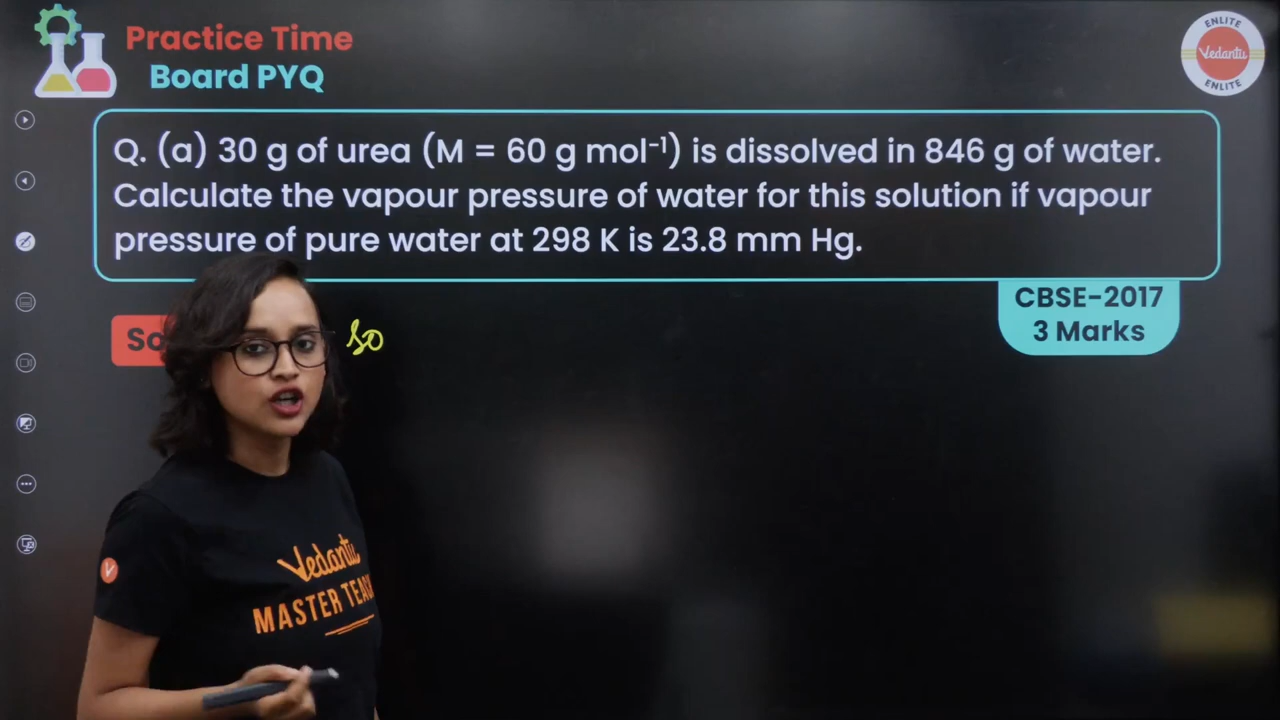 Practice Time
Board PYQ
ENLITE
Vedantu
ENLITE
Q. (a) 30 g of urea (M = 60 g mol⁻¹) is dissolved in 846 g of water.
Calculate the vapour pressure of water for this solution if vapour
pressure of pure water at 298 K is 23.8 mm Hg.
CBSE-2017
3 Marks
So
so
Vedantu
MASTER TEAC